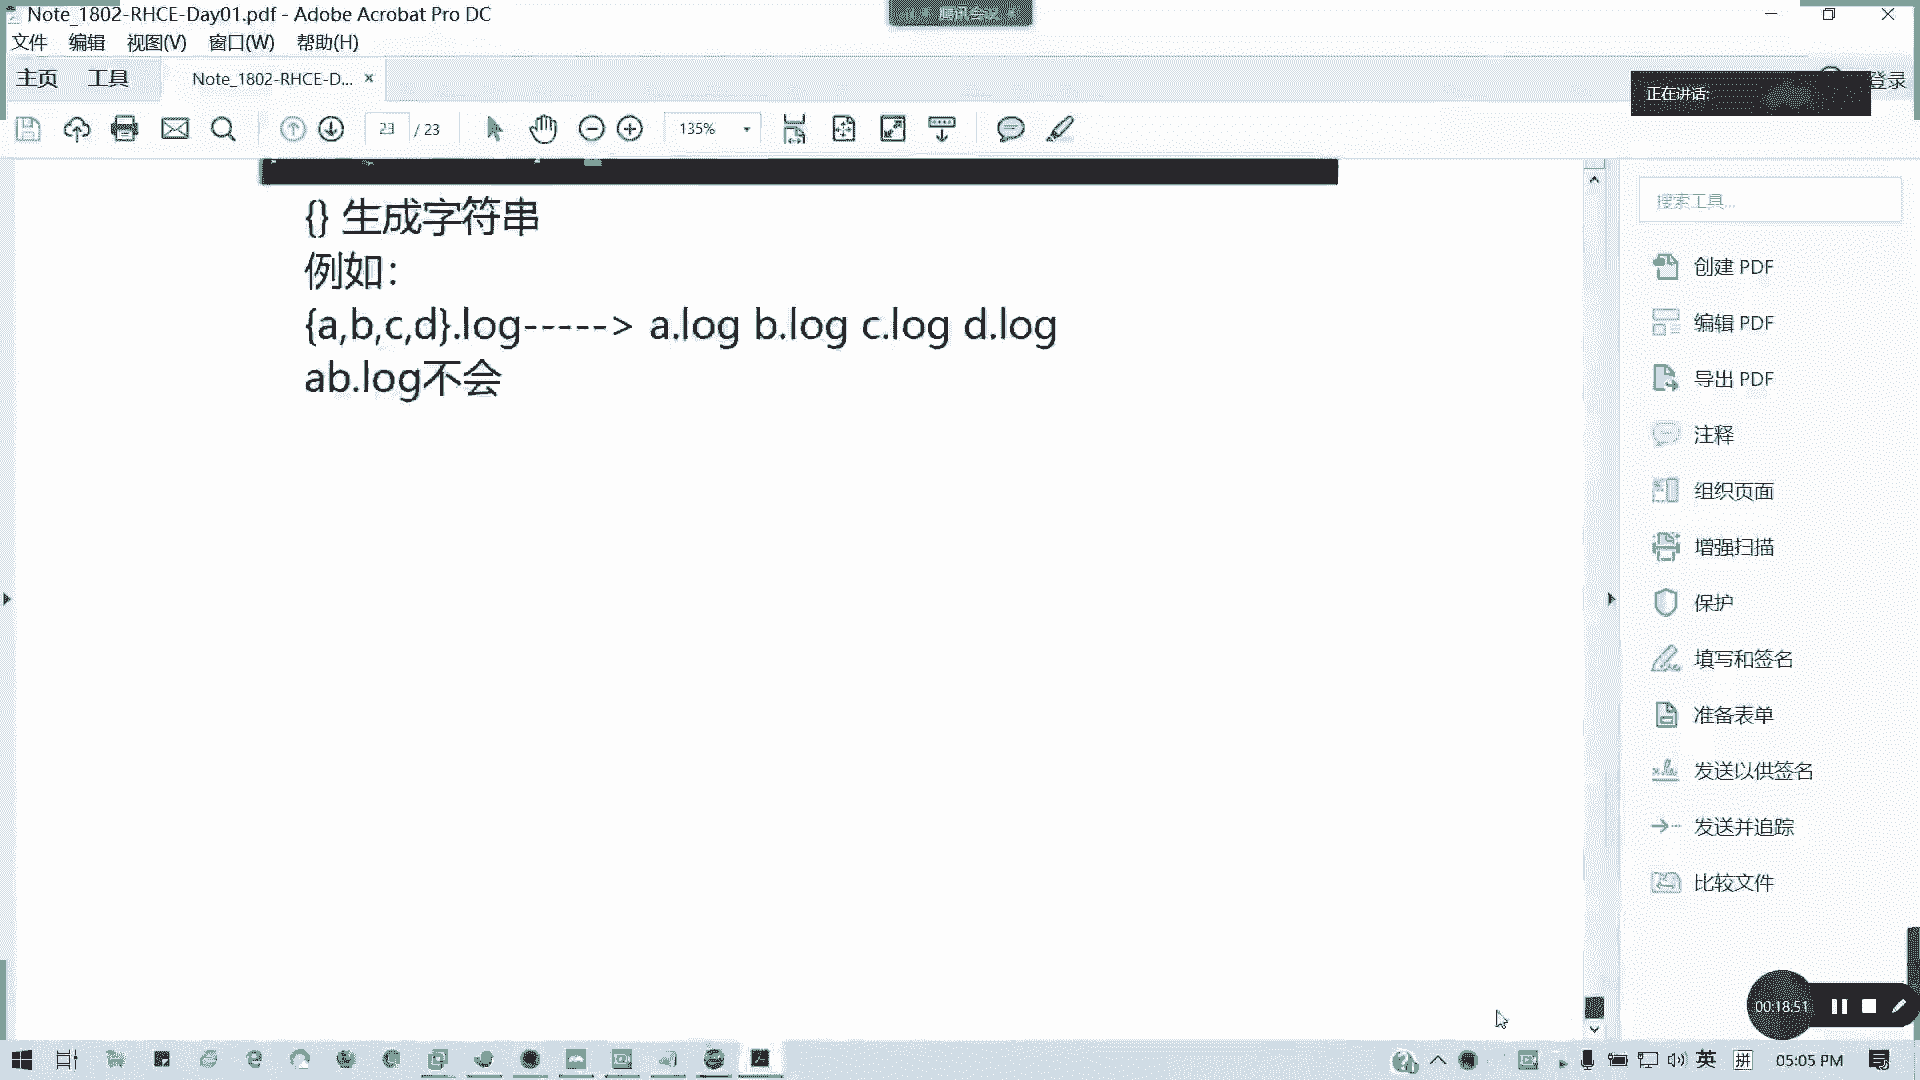 Note_1802-RHCE-Day01.pdf - Adobe Acrobat Pro DC
腾讯会议
文件 编辑 视图(V) 窗口(W) 帮助(H)
主页 工具 Note_1802-RHCE-D... ×
登录
正在讲话:
23 / 23 135%
搜索工具...
{} 生成字符串
例如：
{a,b,c,d}.log-----> a.log b.log c.log d.log
ab.log不会
创建 PDF
编辑 PDF
导出 PDF
注释
组织页面
增强扫描
保护
填写和签名
准备表单
发送以供签名
发送并追踪
比较文件
00:18:51
英 拼 05:05 PM